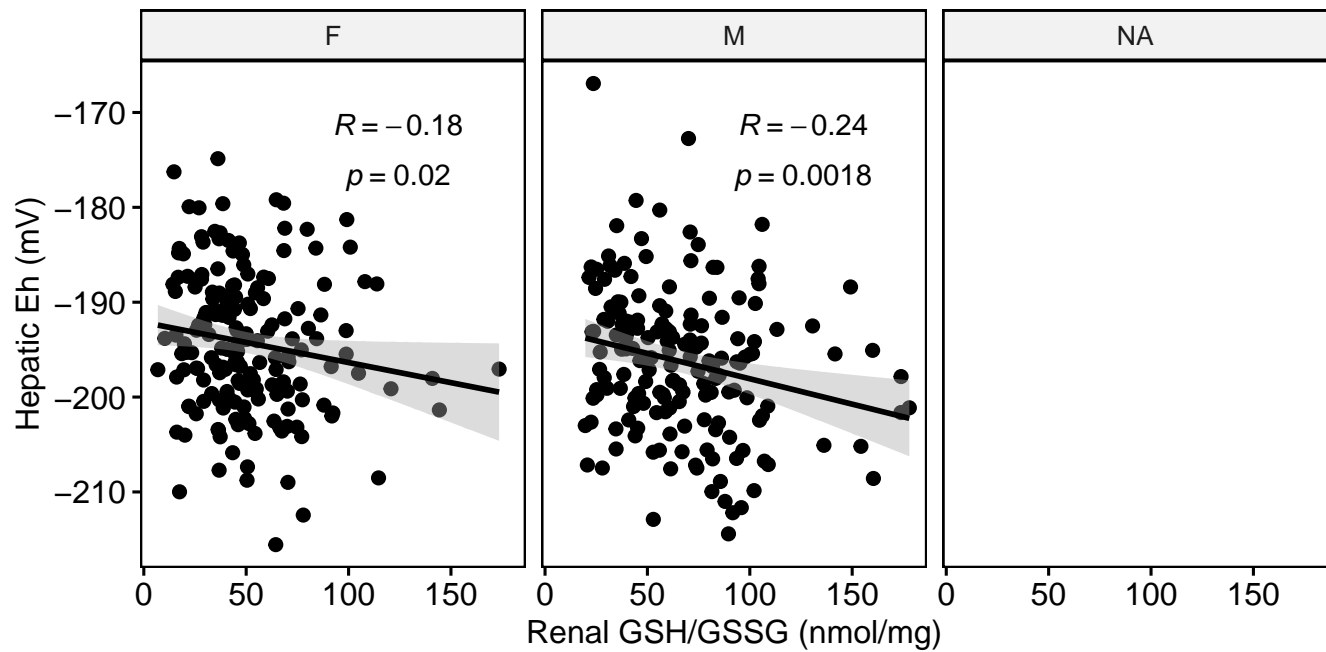 F
M
NA
R = −0.18
p = 0.02
R = −0.24
p = 0.0018
Hepatic Eh (mV)
−170
−180
−190
−200
−210
0 50 100 150
0 50 100 150
0 50 100 150
Renal GSH/GSSG (nmol/mg)